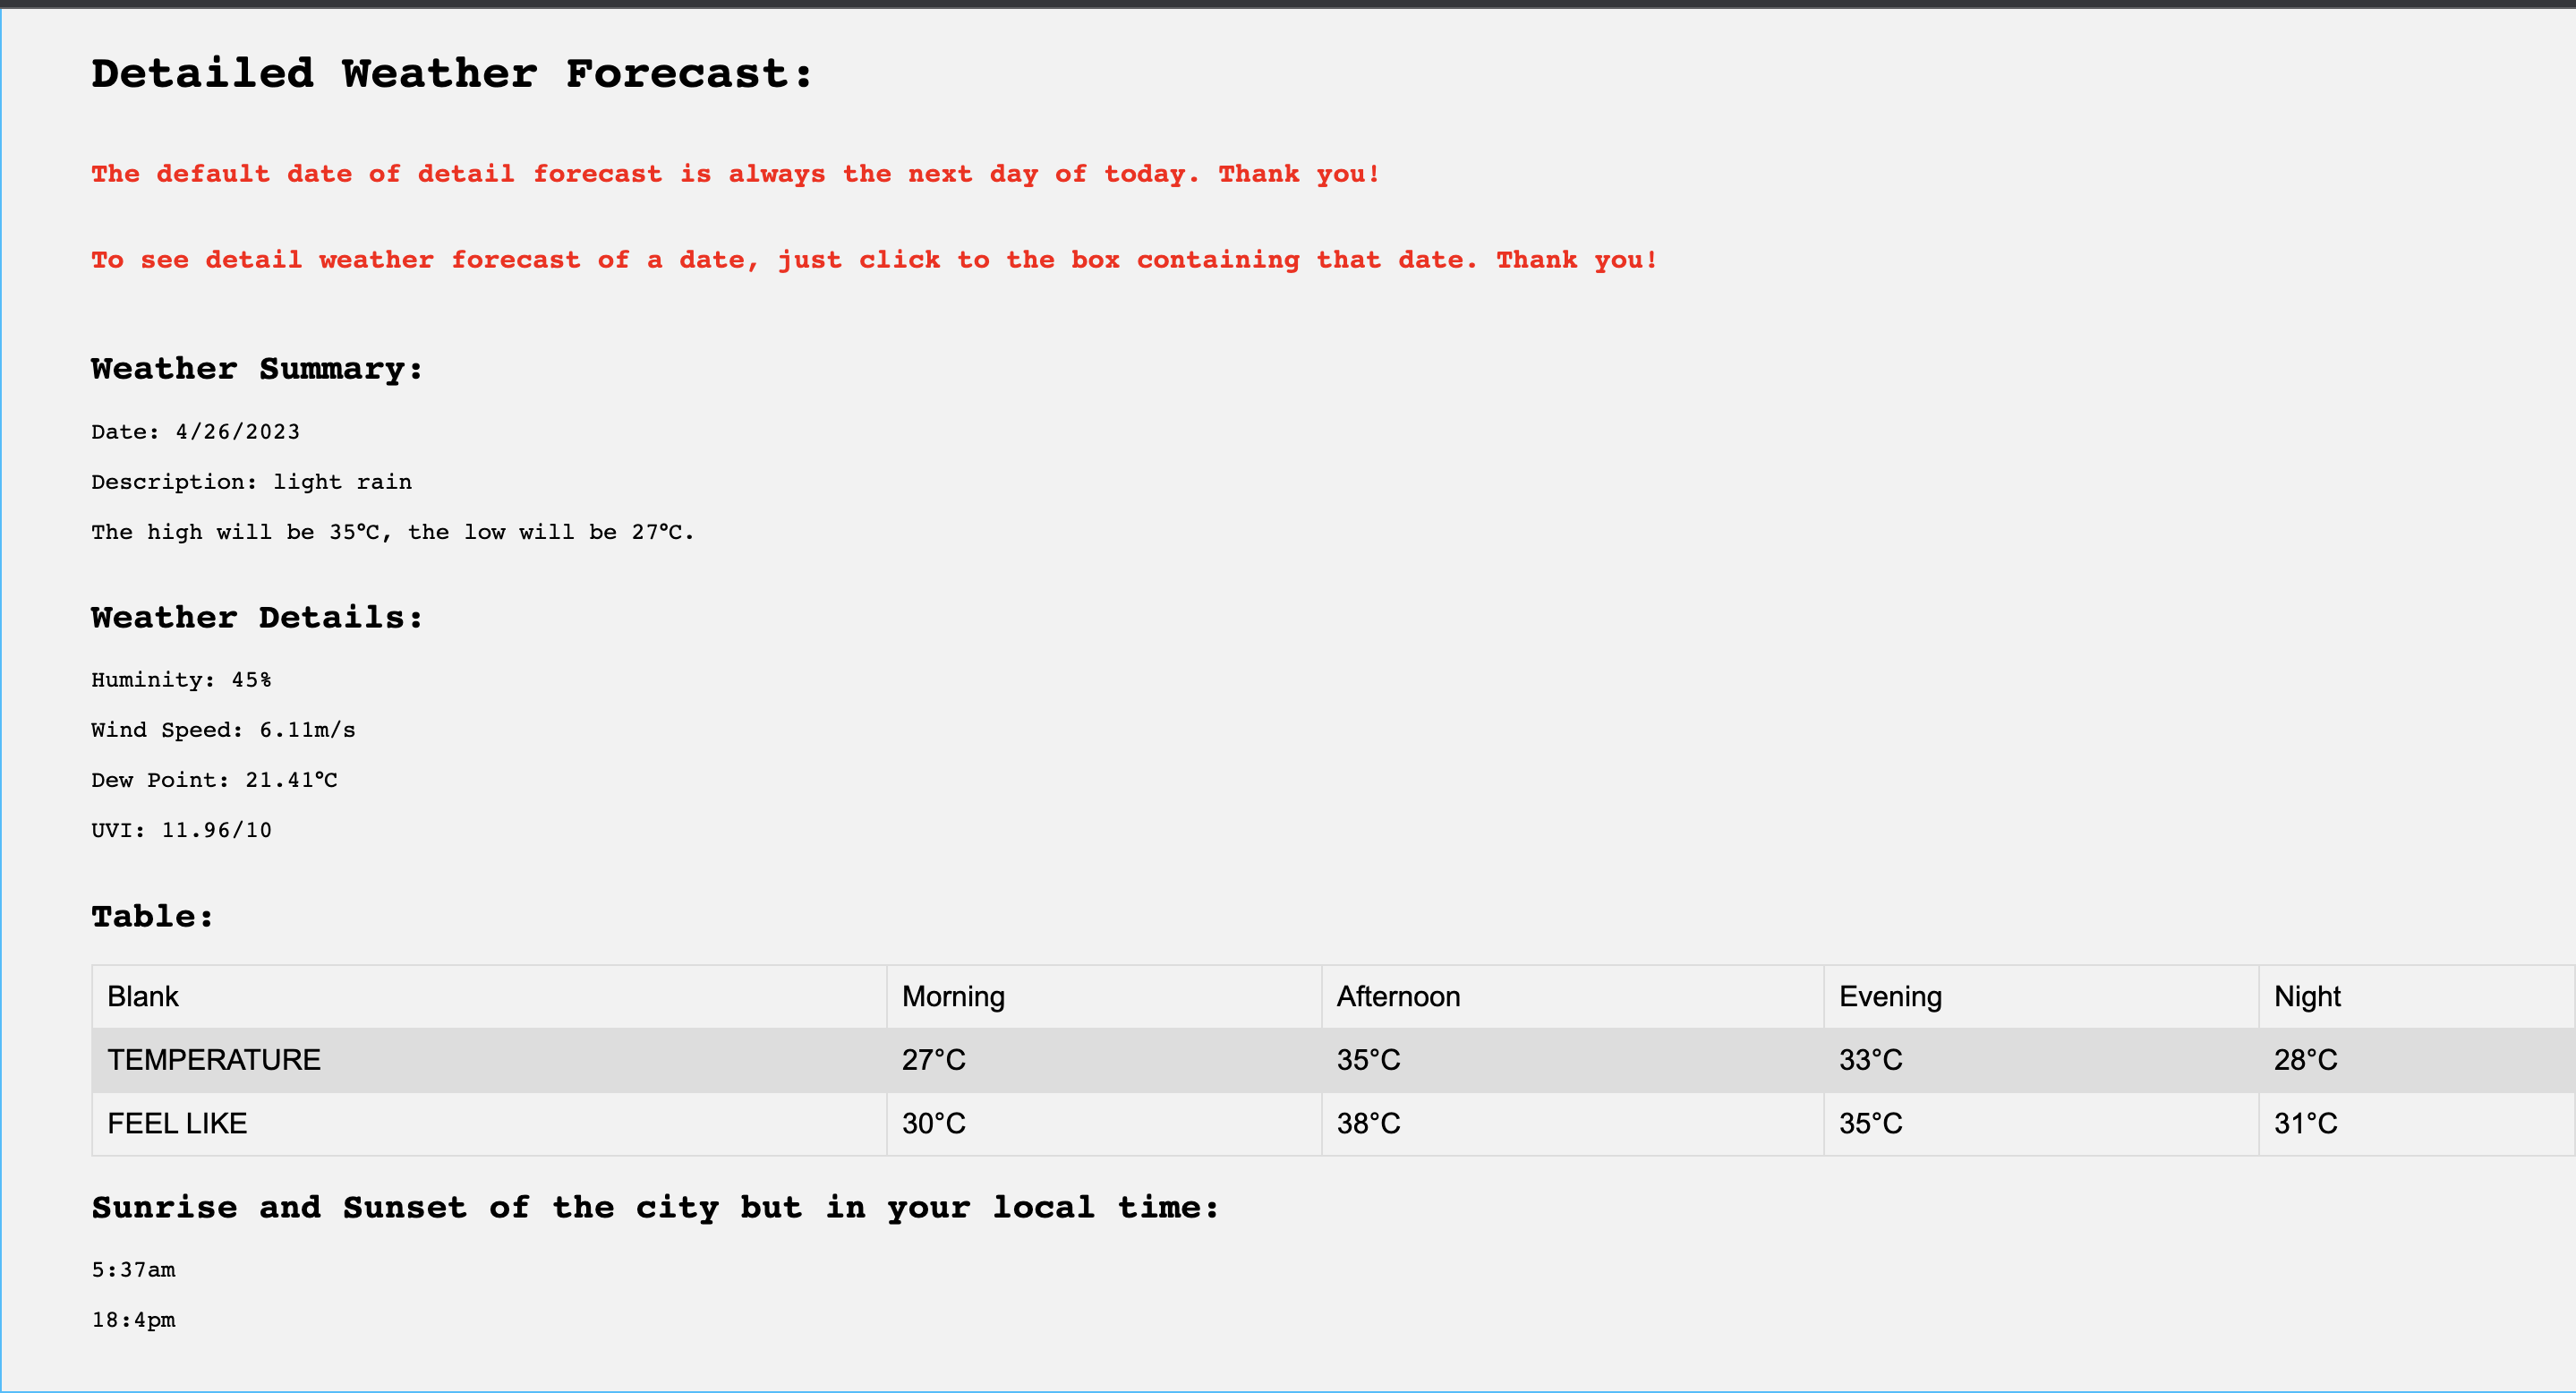 Detailed Weather Forecast:
The default date of detail forecast is always the next day of today. Thank you!
To see detail weather forecast of a date, just click to the box containing that date. Thank you!
Weather Summary:
Date: 4/26/2023
Description: light rain
The high will be 35°C, the low will be 27°C.
Weather Details:
Huminity: 45%
Wind Speed: 6.11m/s
Dew Point: 21.41°C
UVI: 11.96/10
Table:
Blank Morning Afternoon Evening Night
TEMPERATURE 27°C 35°C 33°C 28°C
FEEL LIKE 30°C 38°C 35°C 31°C
Sunrise and Sunset of the city but in your local time:
5:37am
18:4pm